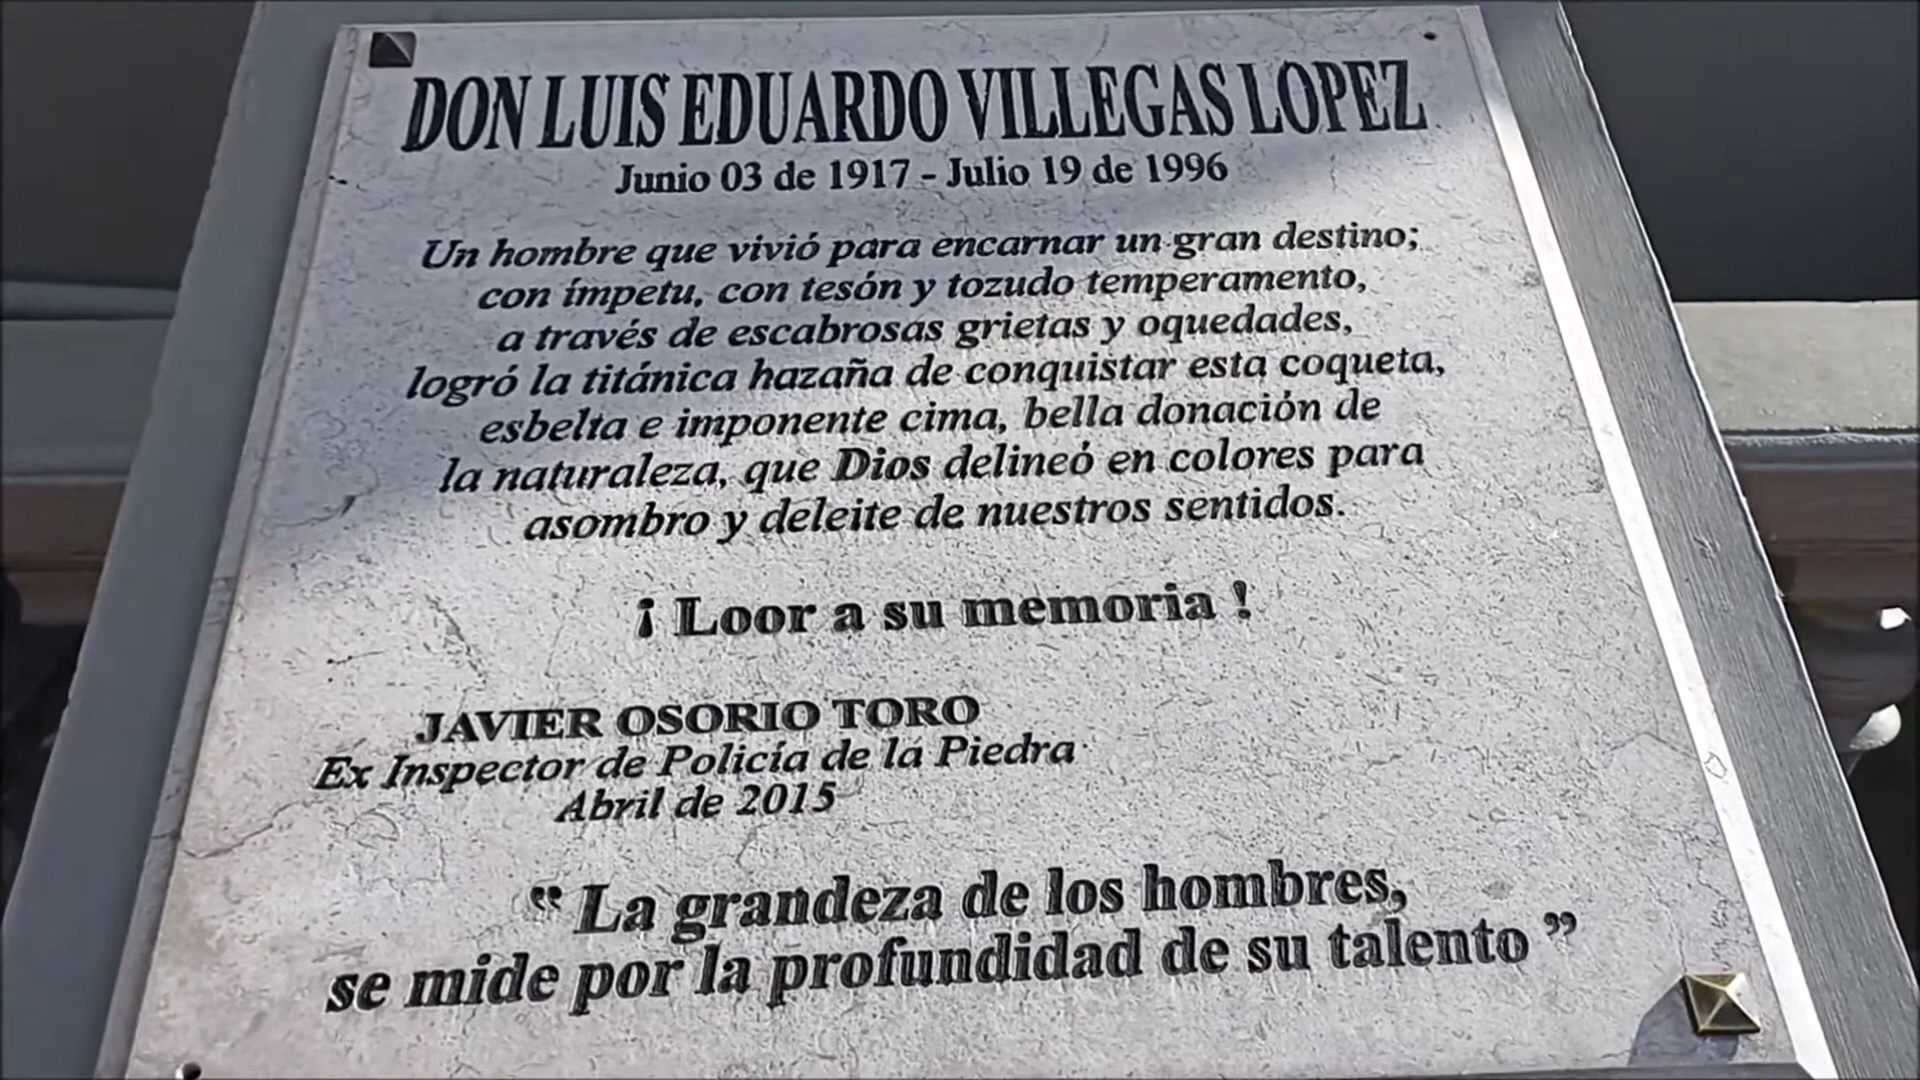 DON LUIS EDUARDO VILLEGAS LOPEZ
Junio 03 de 1917 - Julio 19 de 1996
Un hombre que vivió para encarnar un gran destino;
con ímpetu, con tesón y tozudo temperamento,
a través de escabrosas grietas y oquedades,
logró la titánica hazaña de conquistar esta coqueta,
esbelta e imponente cima, bella donación de
la naturaleza, que Dios delineó en colores para
asombro y deleite de nuestros sentidos.
¡ Loor a su memoria !
JAVIER OSORIO TORO
Ex Inspector de Policía de la Piedra
Abril de 2015
“ La grandeza de los hombres,
se mide por la profundidad de su talento ”